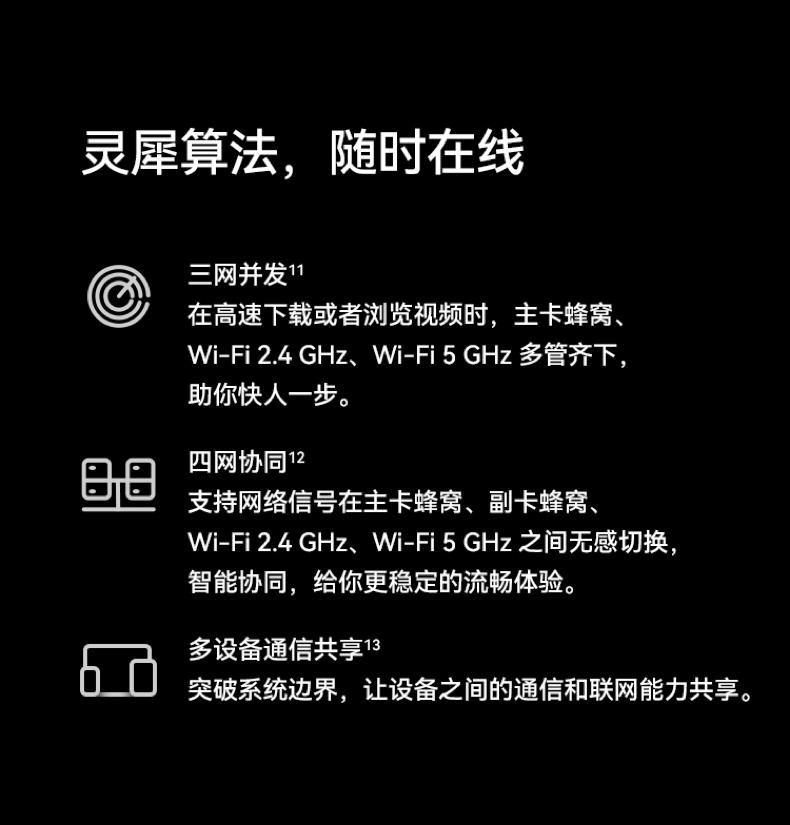 灵犀算法，随时在线
三网并发11
在高速下载或者浏览视频时，主卡蜂窝、
Wi-Fi 2.4 GHz、Wi-Fi 5 GHz 多管齐下，
助你快人一步。
四网协同12
支持网络信号在主卡蜂窝、副卡蜂窝、
Wi-Fi 2.4 GHz、Wi-Fi 5 GHz 之间无感切换，
智能协同，给你更稳定的流畅体验。
多设备通信共享13
突破系统边界，让设备之间的通信和联网能力共享。